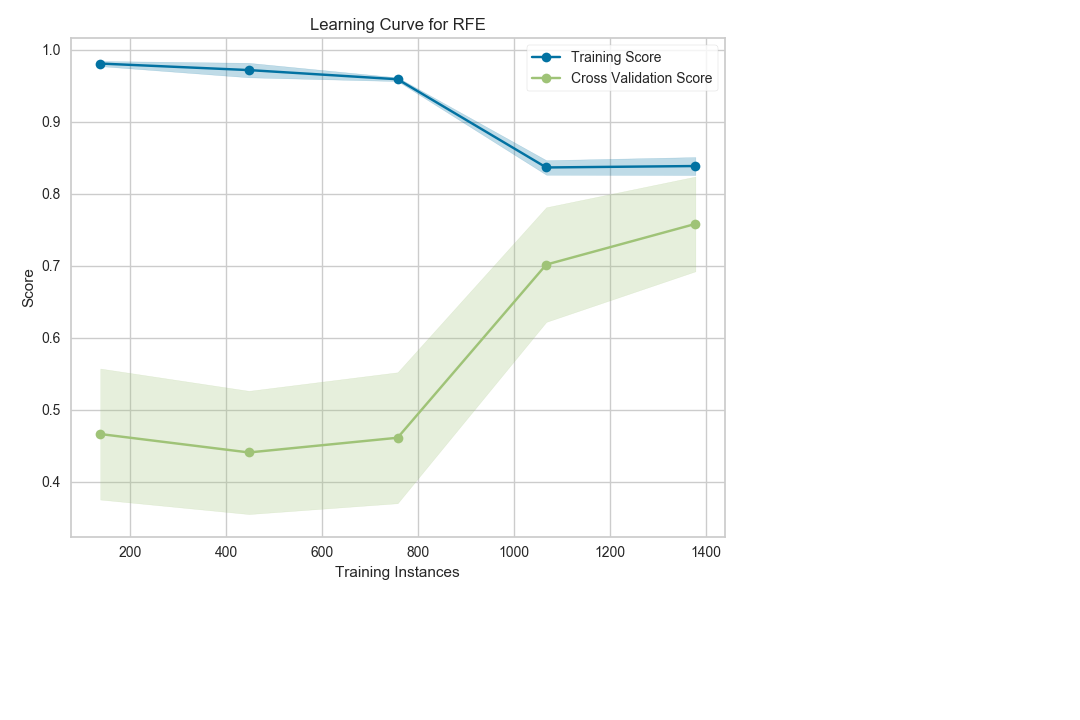 Learning Curve for RFE
Training Score
Cross Validation Score
1.0
0.9
0.8
0.7
0.6
0.5
0.4
Score
200 400 600 800 1000 1200 1400
Training Instances